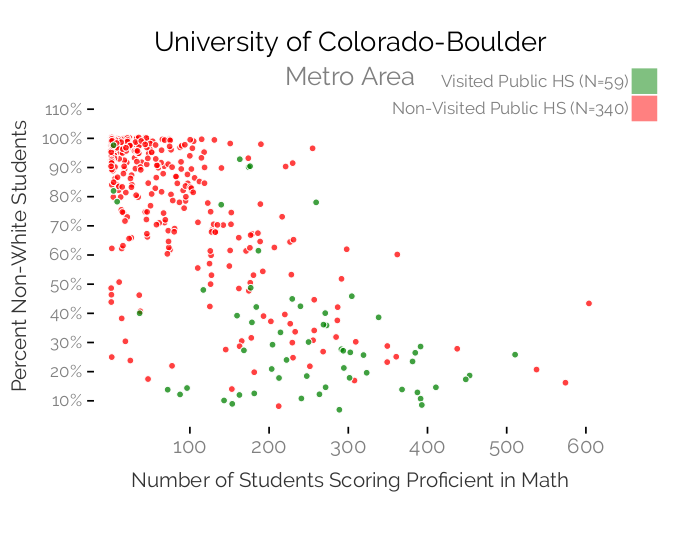 University of Colorado-Boulder
Metro Area
Visited Public HS (N=59)
Non-Visited Public HS (N=340)
Percent Non-White Students
110%
100%
90%
80%
70%
60%
50%
40%
30%
20%
10%
100 200 300 400 500 600
Number of Students Scoring Proficient in Math